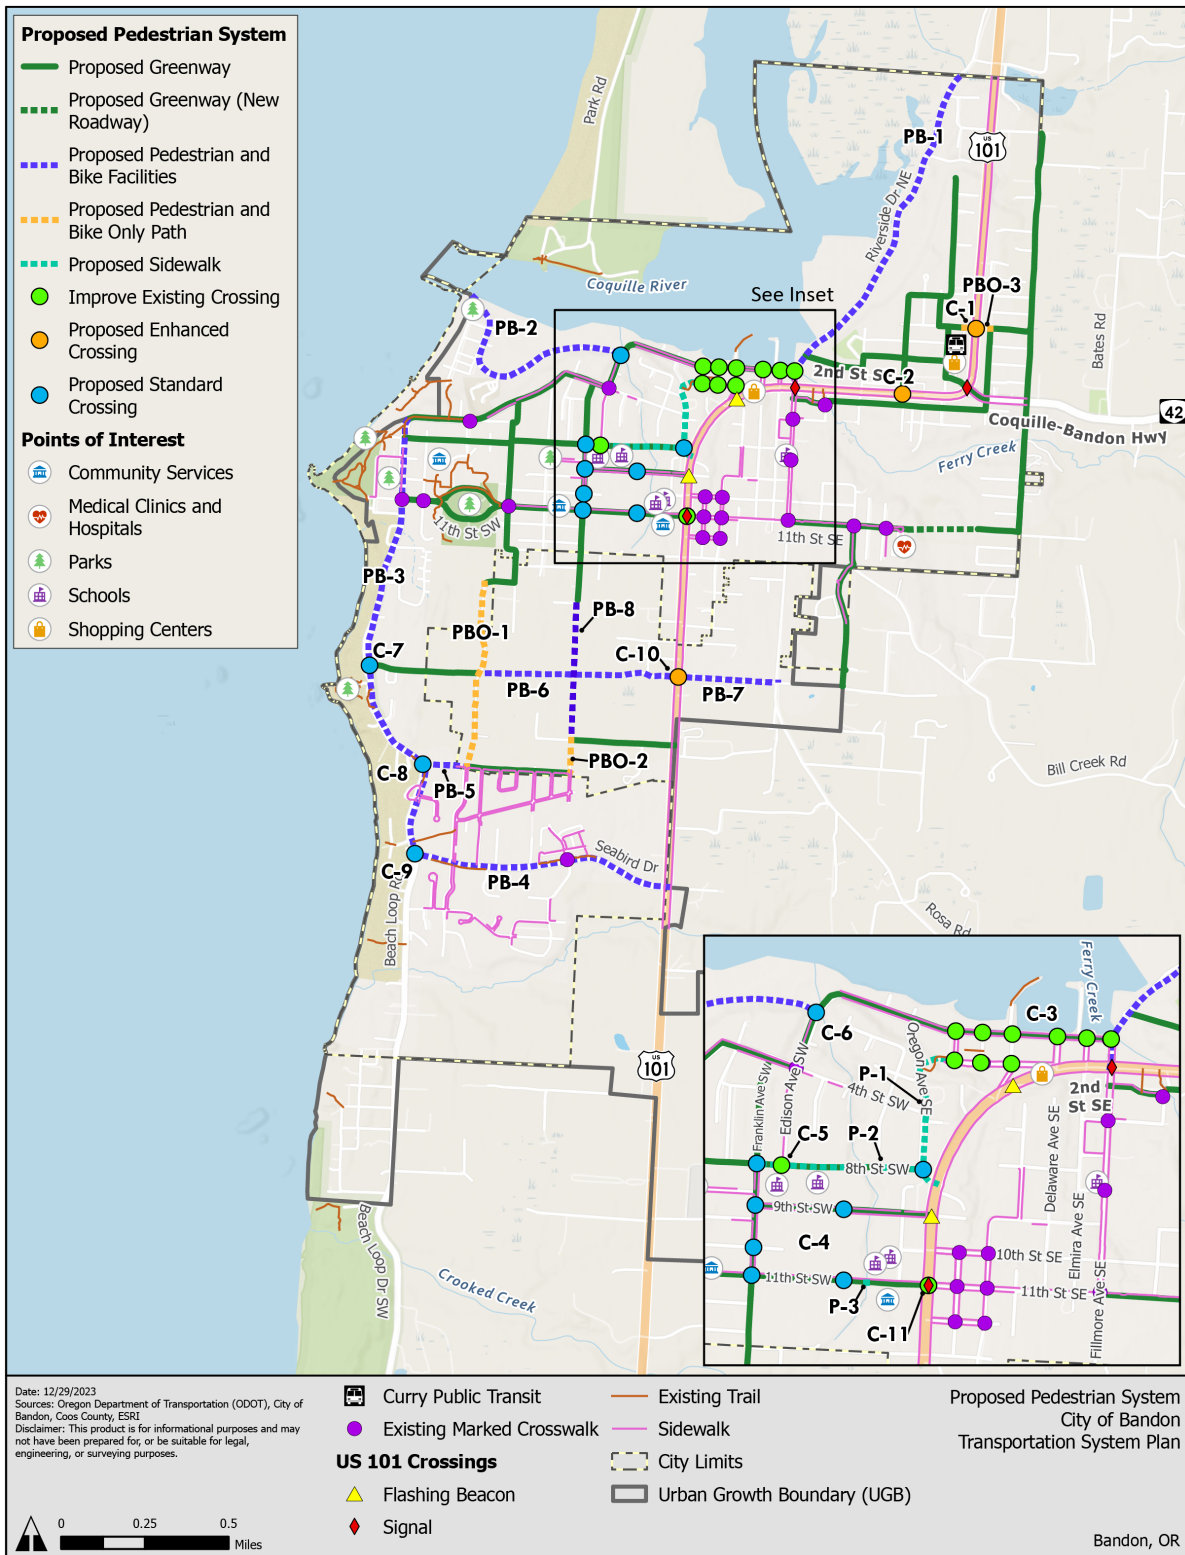 Proposed Pedestrian System
Proposed Greenway
Proposed Greenway (New
Roadway)
Proposed Pedestrian and
Bike Facilities
Proposed Pedestrian and
Bike Only Path
Proposed Sidewalk
Improve Existing Crossing
Proposed Enhanced
Crossing
Proposed Standard
Crossing
Points of Interest
Community Services
Medical Clinics and
Hospitals
Parks
Schools
Shopping Centers
Park Rd
PB-1
US
101
Riverside Dr NE
Coquille River
See Inset
PBO-3
C-1
PB-2
Bates Rd
2nd St S
C-2
42
Coquille-Bandon Hwy
Ferry Creek
11th St SW
11th St SE
PB-3
PB-8
PBO-1
C-7
C-10
PB-6
PB-7
C-8
PB-5
PBO-2
Bill Creek Rd
Seabird Dr
C-9
PB-4
Beach Loop Rd
Rosa Rd
US
101
Beach Loop Dr SW
Crooked Creek
Ferry Creek
C-3
C-6
Oregon Ave SE
Edison Ave SW
Franklin Ave SW
P-1
4th St SW
2nd
St SE
C-5
P-2
8th St SW
Delaware Ave SE
Elmira Ave SE
Fillmore Ave SE
9th St SW
C-4
10th St SE
11th St SW
11th St SE
P-3
C-11
Date: 12/29/2023
Sources: Oregon Department of Transportation (ODOT), City of
Bandon, Coos County, ESRI
Disclaimer: This product is for informational purposes and may
not have been prepared for, or be suitable for legal,
engineering, or surveying purposes.
0 0.25 0.5
Miles
Curry Public Transit
Existing Marked Crosswalk
US 101 Crossings
Flashing Beacon
Signal
Existing Trail
Sidewalk
City Limits
Urban Growth Boundary (UGB)
Proposed Pedestrian System
City of Bandon
Transportation System Plan
Bandon, OR